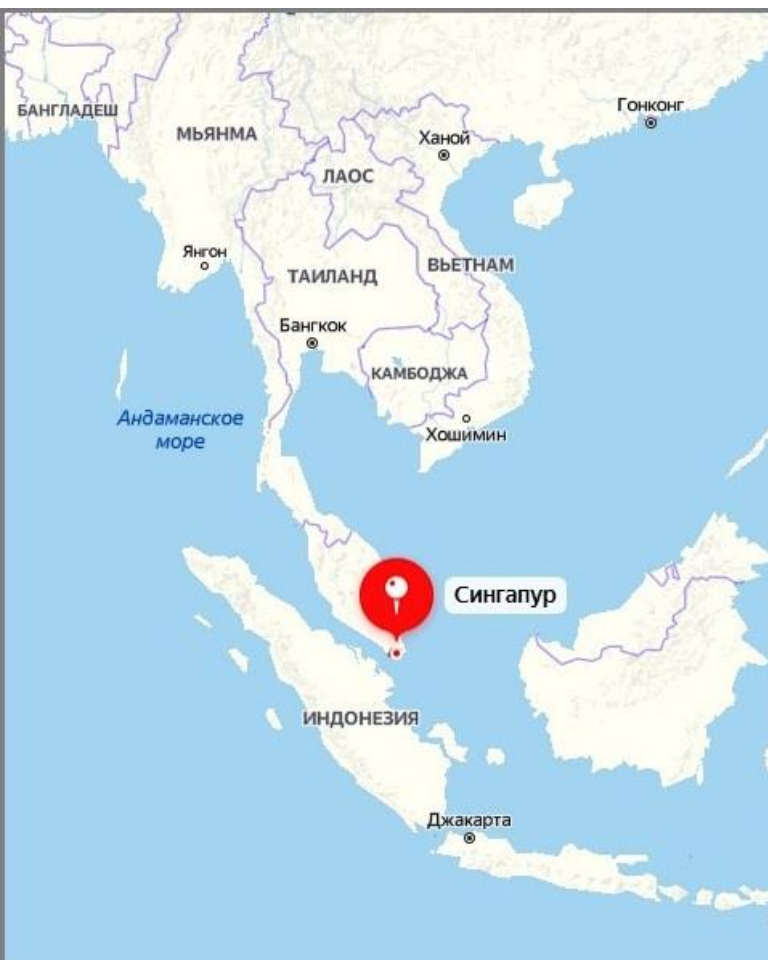 Гонконг
БАНГЛАДЕШ
МЬЯНМА
Ханой
ЛАОС
Янгон
ТАИЛАНД
ВЬЕТНАМ
Бангкок
КАМБОДЖА
Андаманское
море
Хошимин
Сингапур
ИНДОНЕЗИЯ
Джакарта